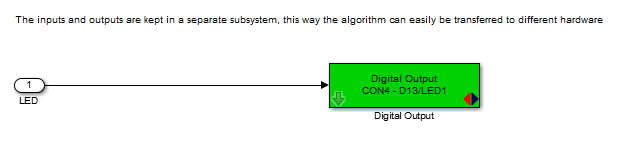 The inputs and outputs are kept in a separate subsystem, this way the algorithm can easily be transferred to different hardware
1
LED
Digital Output
CON4 - D13/LED1
Digital Output